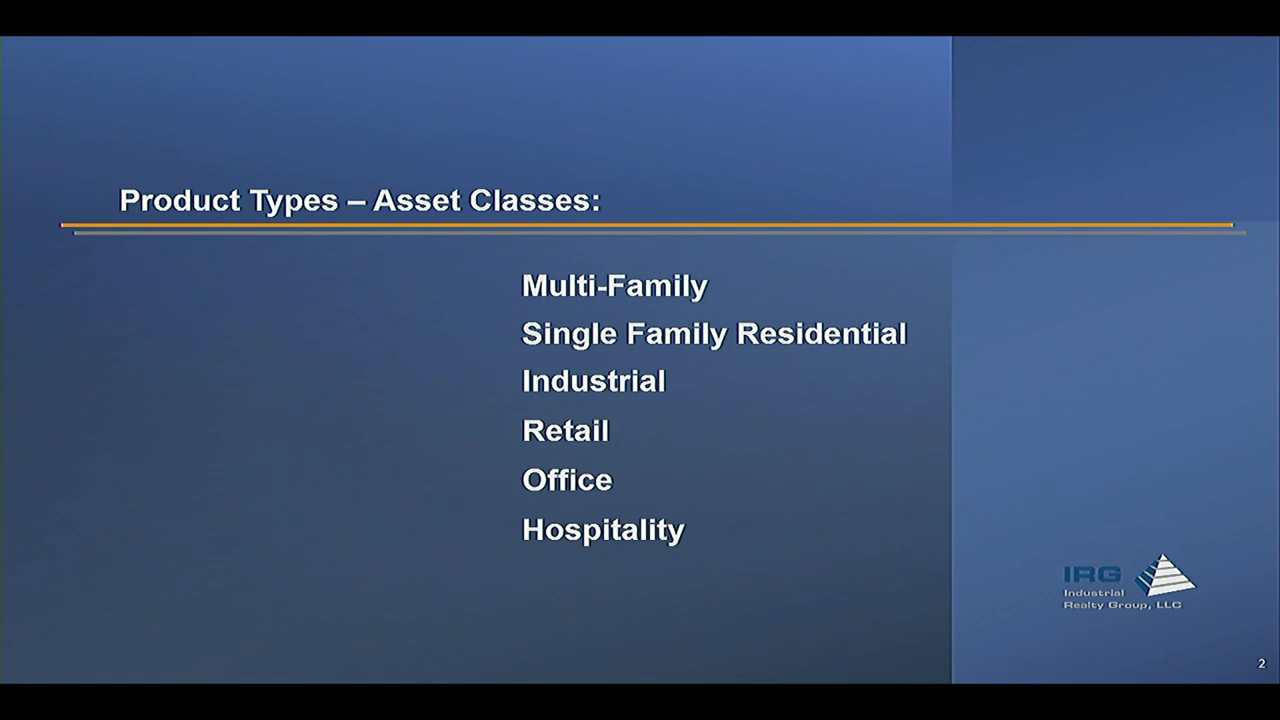 Product Types – Asset Classes:
Multi-Family
Single Family Residential
Industrial
Retail
Office
Hospitality
IRG
Industrial
Realty Group, LLC
2